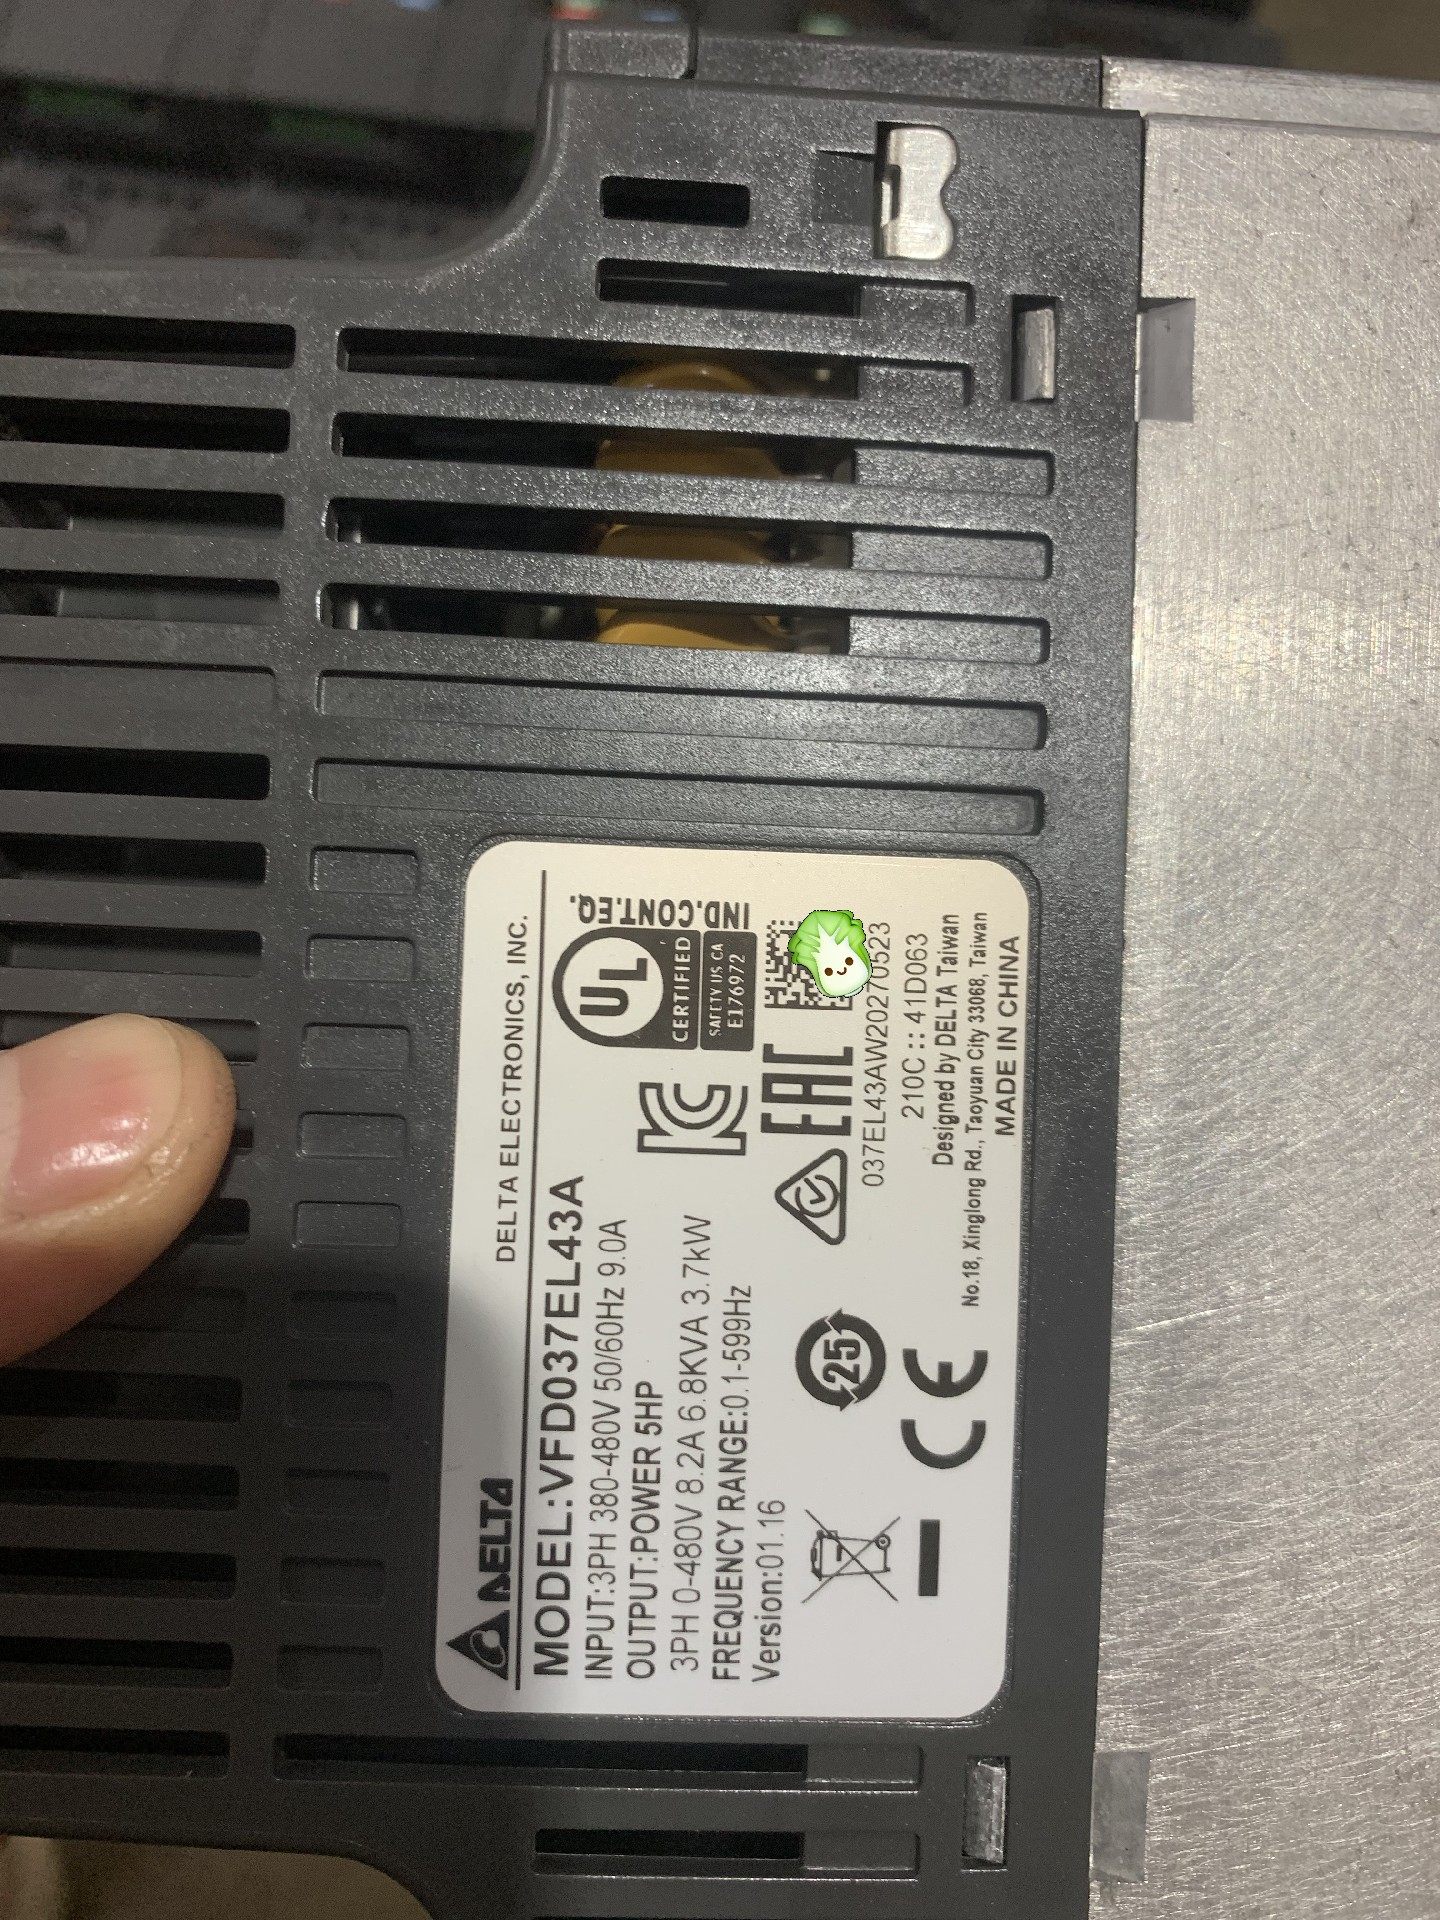 DELTA
DELTA ELECTRONICS, INC.
MODEL:VFD037EL43A
INPUT:3PH 380-480V 50/60Hz 9.0A
OUTPUT:POWER 5HP
3PH 0-480V 8.2A 6.8KVA 3.7kW
FREQUENCY RANGE:0.1-599Hz
Version:01.16
UL
CERTIFIED
SAFETY US CA
E176972
IND.CONT.EQ.
KC
EAC
25
CE
037EL43AW20270523
210C :: 41D063
Designed by DELTA Taiwan
No.18, Xinglong Rd., Taoyuan City 33068, Taiwan
MADE IN CHINA